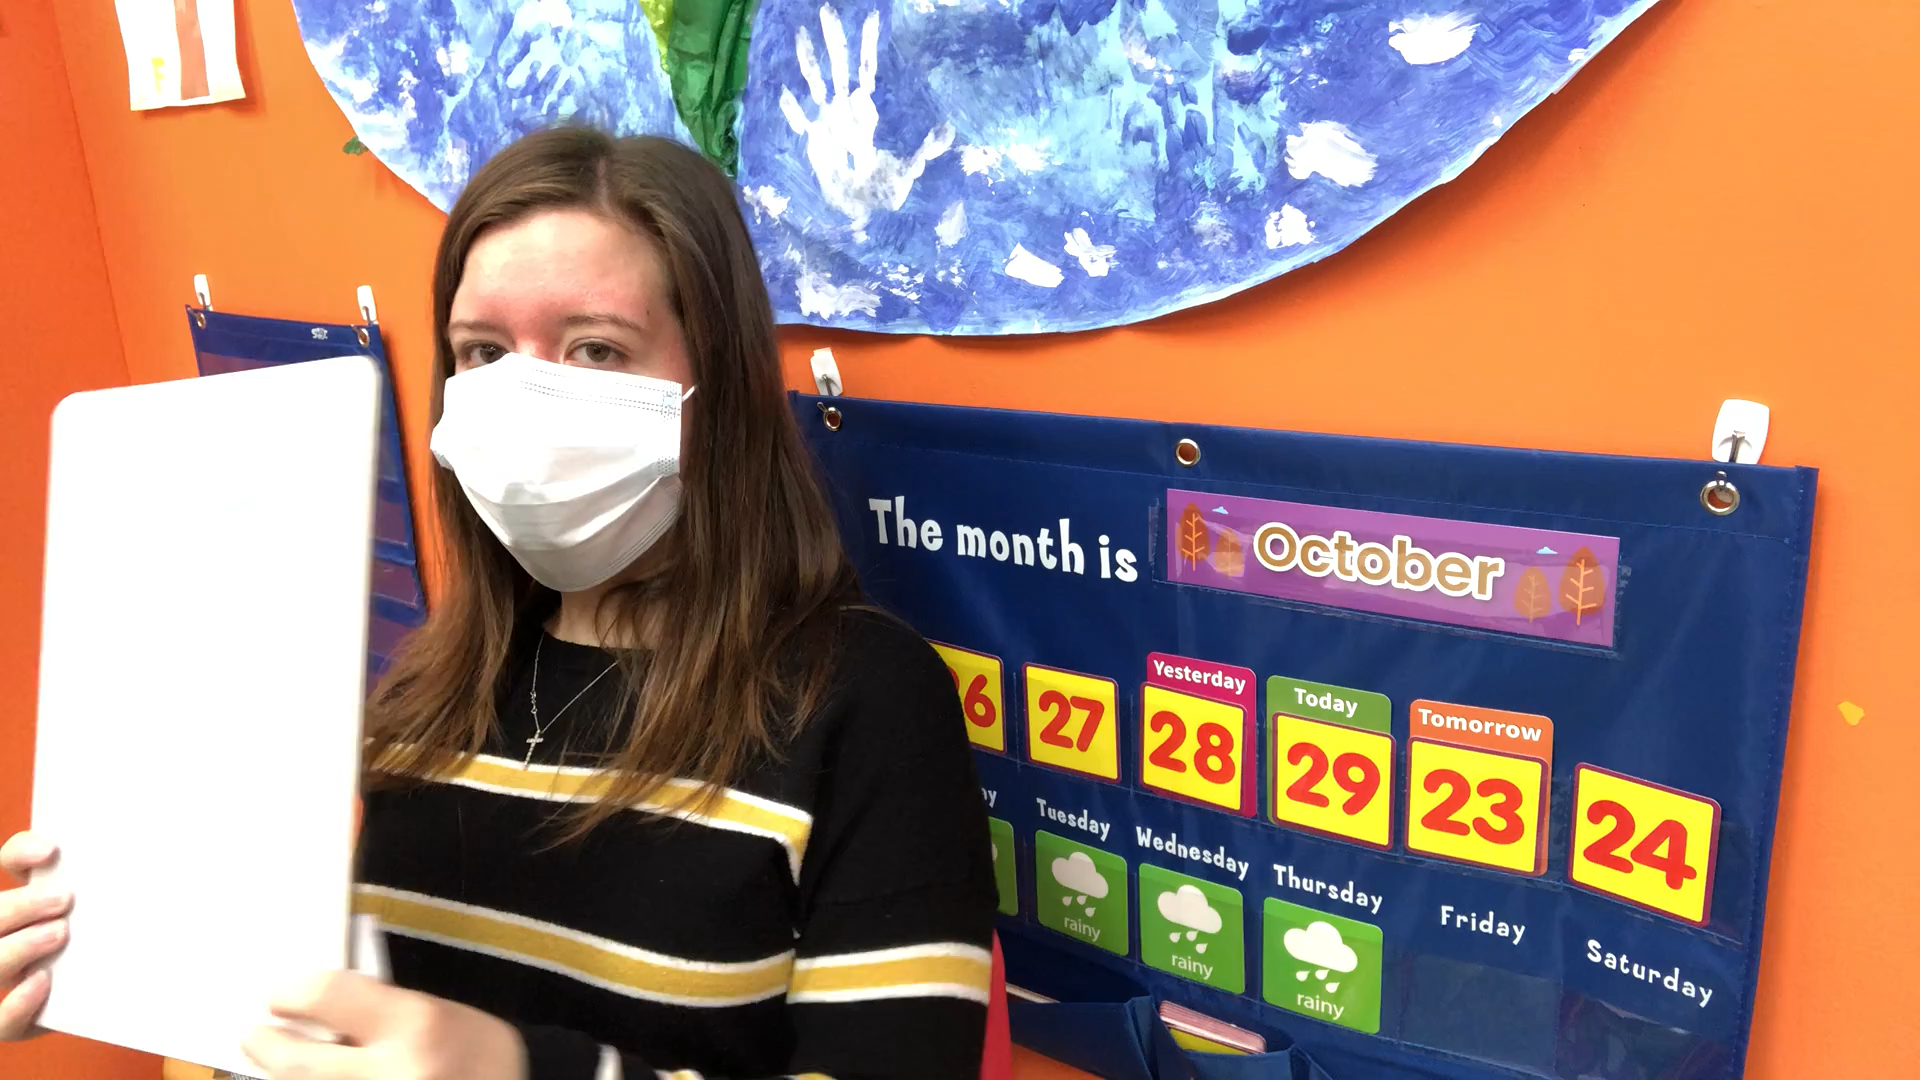 The month is October
Yesterday Today Tomorrow
26 27 28 29 23 24
Tuesday Wednesday Thursday Friday Saturday
rainy rainy rainy